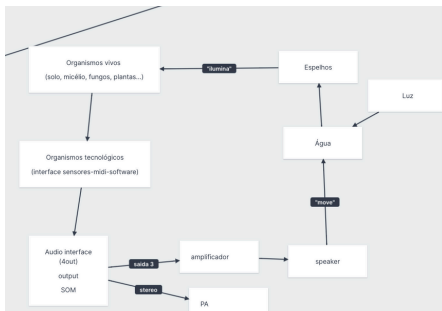 Organismos vivos
(solo, micélio, fungos, plantas...)
"ilumina"
Espelhos
Luz
Organismos tecnológicos
(interface sensores-midi-software)
Água
"move"
Audio interface
(4out)
output
SOM
saída 3
amplificador
speaker
stereo
PA